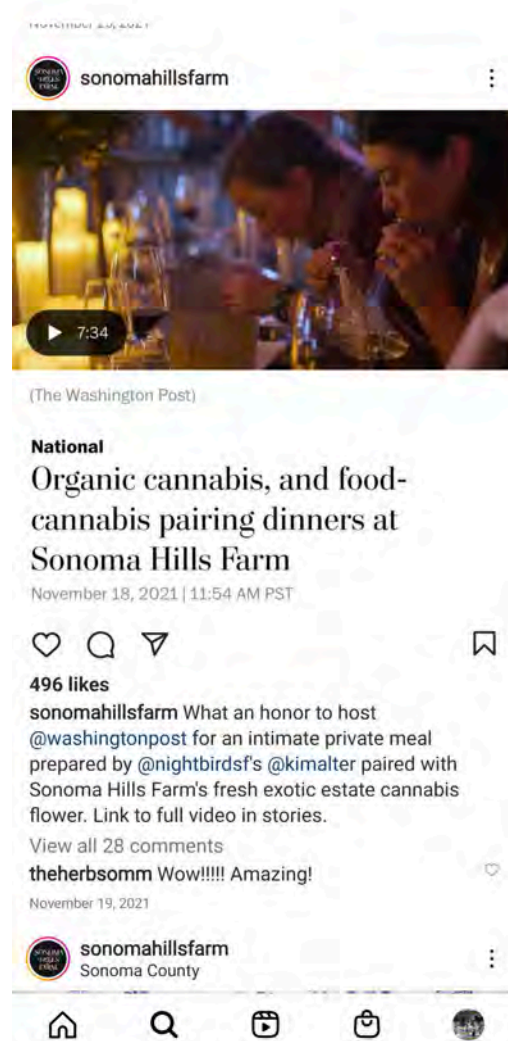 November 23, 2021
sonomahillsfarm
7:34
(The Washington Post)
National
Organic cannabis, and food-
cannabis pairing dinners at
Sonoma Hills Farm
November 18, 2021 | 11:54 AM PST
496 likes
sonomahillsfarm What an honor to host
@washingtonpost for an intimate private meal
prepared by @nightbirdsf's @kimalter paired with
Sonoma Hills Farm's fresh exotic estate cannabis
flower. Link to full video in stories.
View all 28 comments
theherbsomm Wow!!!!! Amazing!
November 19, 2021
sonomahillsfarm
Sonoma County